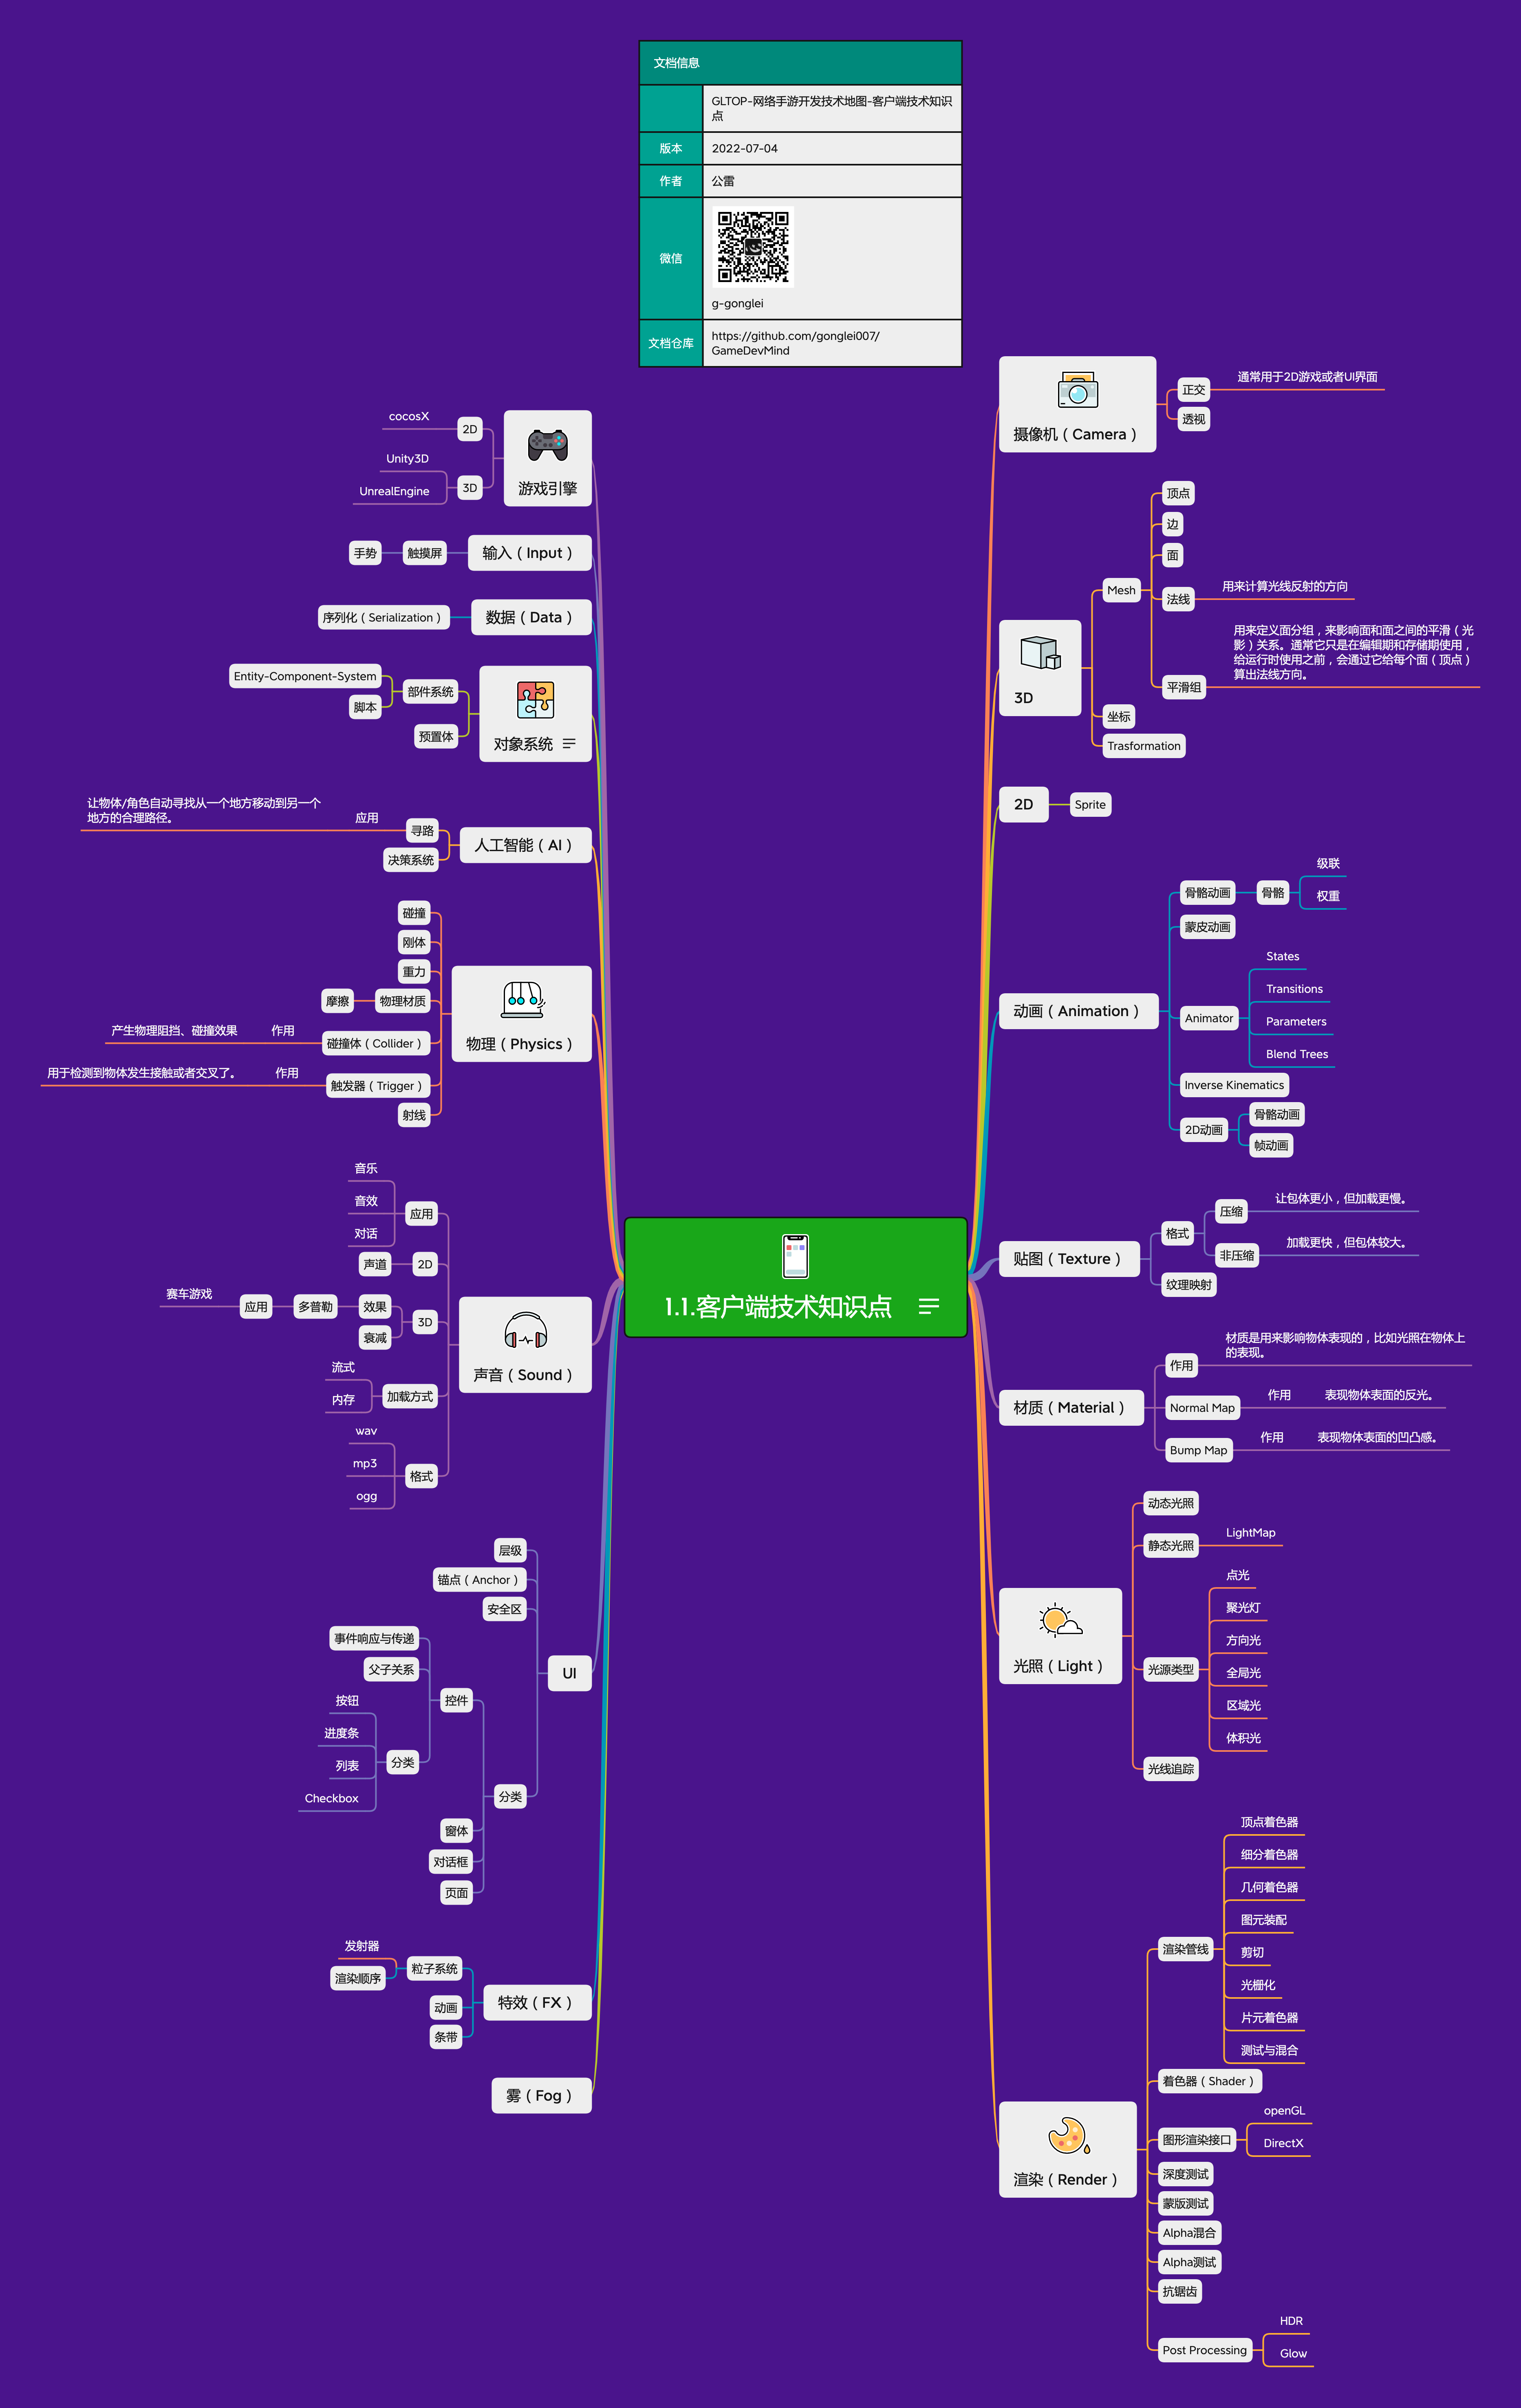 文档信息
GLTOP-网络手游开发技术地图-客户端技术知识
点
版本
2022-07-04
作者
公雷
微信
g-gonglei
文档仓库
https://github.com/gonglei007/
GameDevMind
1.1.客户端技术知识点
摄像机（Camera）
正交
通常用于2D游戏或者UI界面
透视
3D
Mesh
顶点
边
面
法线
用来计算光线反射的方向
平滑组
用来定义面分组，来影响面和面之间的平滑（光
影）关系。通常它只是在编辑期和存储期使用，
给运行时使用之前，会通过它给每个面（顶点）
算出法线方向。
坐标
Trasformation
2D
Sprite
动画（Animation）
骨骼动画
骨骼
级联
权重
蒙皮动画
Animator
States
Transitions
Parameters
Blend Trees
Inverse Kinematics
2D动画
骨骼动画
帧动画
贴图（Texture）
格式
压缩
让包体更小，但加载更慢。
非压缩
加载更快，但包体较大。
纹理映射
材质（Material）
作用
材质是用来影响物体表现的，比如光照在物体上
的表现。
Normal Map
作用
表现物体表面的反光。
Bump Map
作用
表现物体表面的凹凸感。
光照（Light）
动态光照
静态光照
LightMap
光源类型
点光
聚光灯
方向光
全局光
区域光
体积光
光线追踪
渲染（Render）
渲染管线
顶点着色器
细分着色器
几何着色器
图元装配
剪切
光栅化
片元着色器
测试与混合
着色器（Shader）
图形渲染接口
openGL
DirectX
深度测试
蒙版测试
Alpha混合
Alpha测试
抗锯齿
Post Processing
HDR
Glow
游戏引擎
2D
cocosX
3D
Unity3D
UnrealEngine
输入（Input）
触摸屏
手势
数据（Data）
序列化（Serialization）
对象系统
部件系统
Entity-Component-System
脚本
预置体
人工智能（AI）
寻路
应用
让物体/角色自动寻找从一个地方移动到另一个
地方的合理路径。
决策系统
物理（Physics）
碰撞
刚体
重力
物理材质
摩擦
碰撞体（Collider）
作用
产生物理阻挡、碰撞效果
触发器（Trigger）
作用
用于检测到物体发生接触或者交叉了。
射线
声音（Sound）
应用
音乐
音效
对话
2D
声道
3D
效果
多普勒
应用
赛车游戏
衰减
加载方式
流式
内存
格式
wav
mp3
ogg
UI
层级
锚点（Anchor）
安全区
分类
控件
事件响应与传递
父子关系
分类
按钮
进度条
列表
Checkbox
窗体
对话框
页面
特效（FX）
粒子系统
发射器
渲染顺序
动画
条带
雾（Fog）